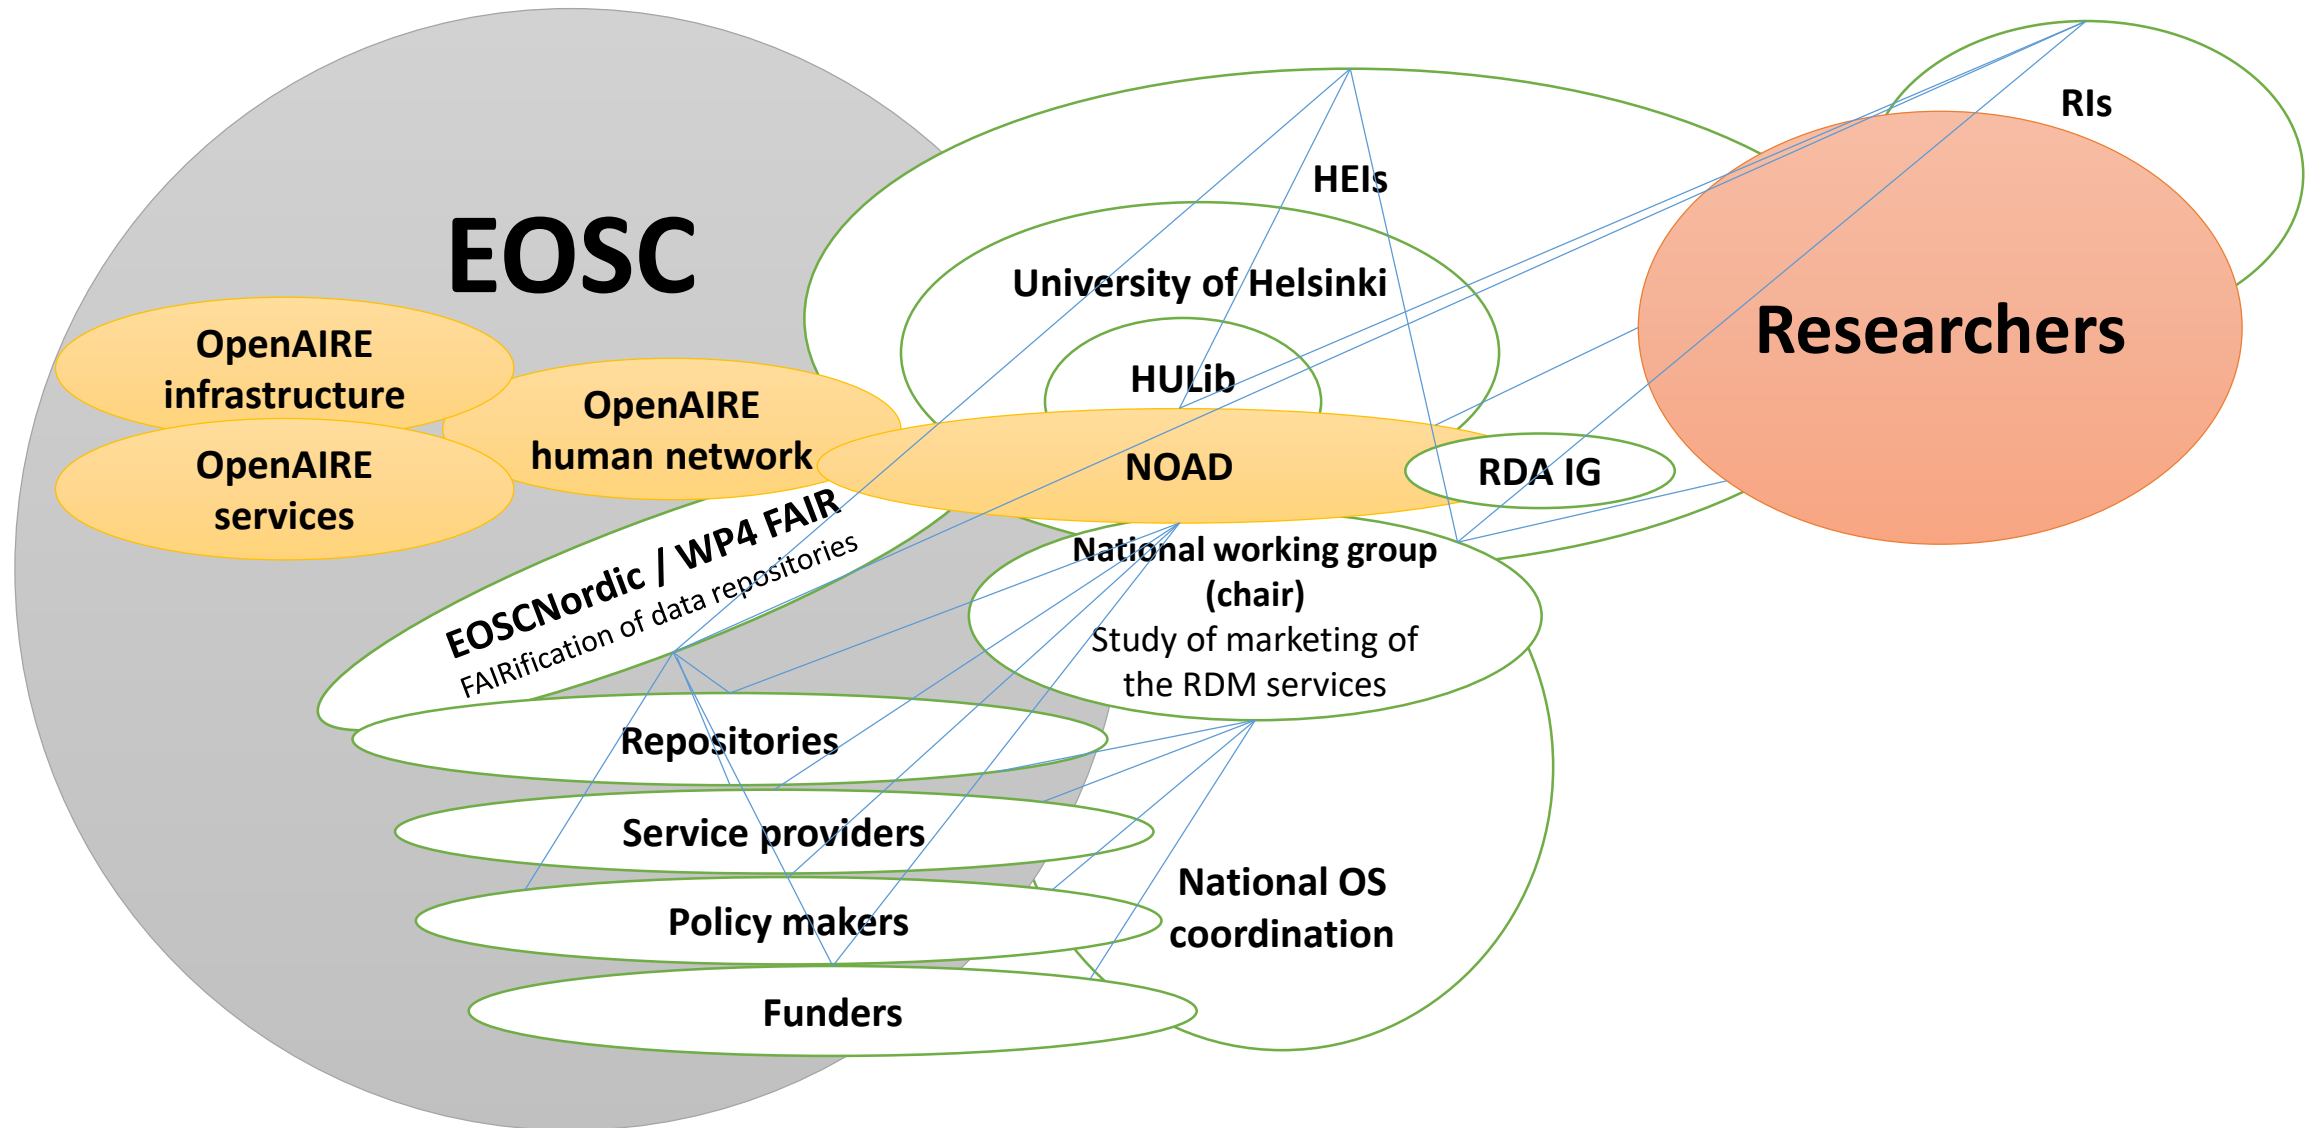 EOSC
OpenAIRE
infrastructure
OpenAIRE
services
OpenAIRE
human network
EOSCNordic / WP4 FAIR
FAIRification of data repositories
HEIs
University of Helsinki
HULib
NOAD
RDA IG
RIs
Researchers
National working group
(chair)
Study of marketing of
the RDM services
Repositories
Service providers
Policy makers
Funders
National OS
coordination